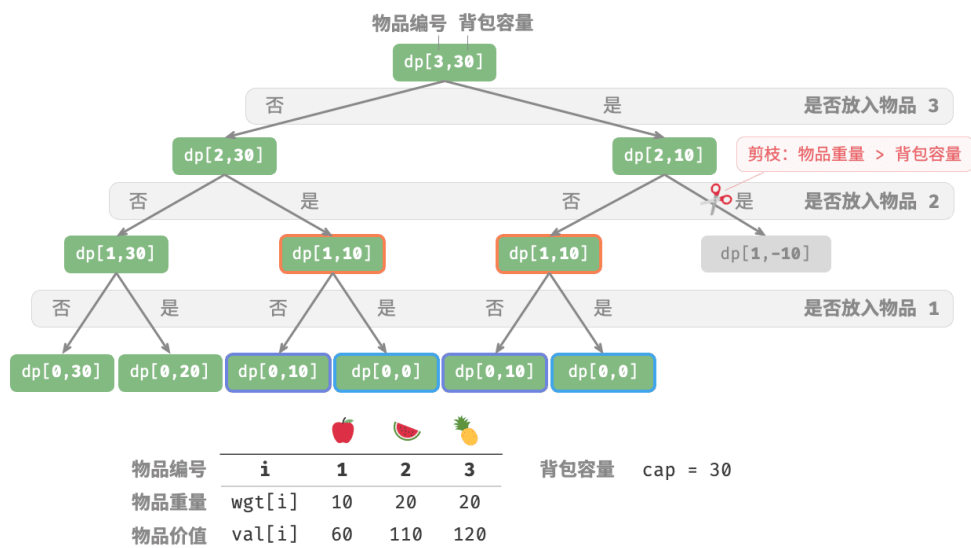 物品编号 背包容量
dp[3,30]
否 是 是否放入物品 3
dp[2,30] dp[2,10] 剪枝：物品重量 > 背包容量
否 是 否 是 是否放入物品 2
dp[1,30] dp[1,10] dp[1,10] dp[1,-10]
否 是 否 是 否 是 是否放入物品 1
dp[0,30] dp[0,20] dp[0,10] dp[0,0] dp[0,10] dp[0,0]
物品编号 i 1 2 3 背包容量 cap = 30
物品重量 wgt[i] 10 20 20
物品价值 val[i] 60 110 120